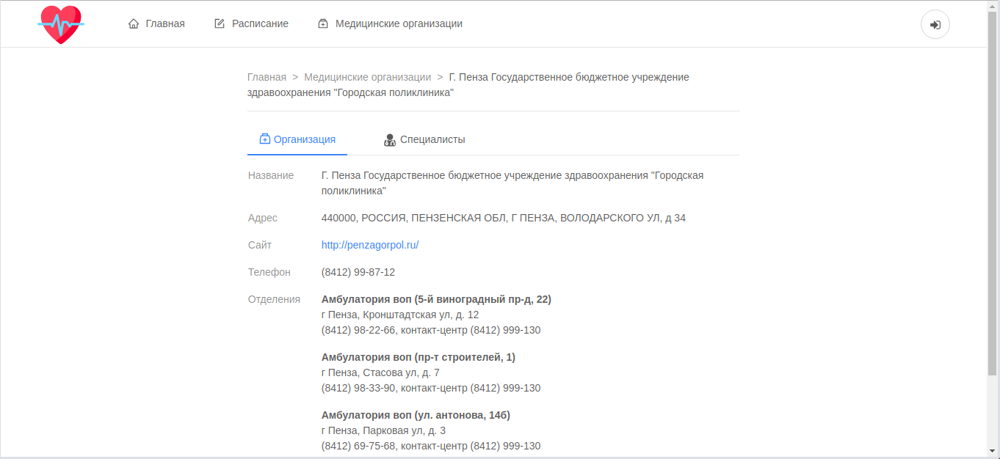 Главная Расписание Медицинские организации
Главная > Медицинские организации > Г. Пенза Государственное бюджетное учреждение
здравоохранения "Городская поликлиника"
Организация Специалисты
Название Г. Пенза Государственное бюджетное учреждение здравоохранения "Городская
поликлиника"
Адрес 440000, РОССИЯ, ПЕНЗЕНСКАЯ ОБЛ, Г ПЕНЗА, ВОЛОДАРСКОГО УЛ, д 34
Сайт http://penzagorpol.ru/
Телефон (8412) 99-87-12
Отделения Амбулатория воп (5-й виноградный пр-д, 22)
г Пенза, Кронштадтская ул, д. 12
(8412) 98-22-66, контакт-центр (8412) 999-130
Амбулатория воп (пр-т строителей, 1)
г Пенза, Стасова ул, д. 7
(8412) 98-33-90, контакт-центр (8412) 999-130
Амбулатория воп (ул. антонова, 14б)
г Пенза, Парковая ул, д. 3
(8412) 69-75-68, контакт-центр (8412) 999-130